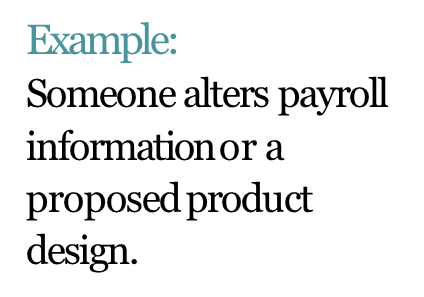 Example:
Someone alters payroll
information or a
proposed product
design.